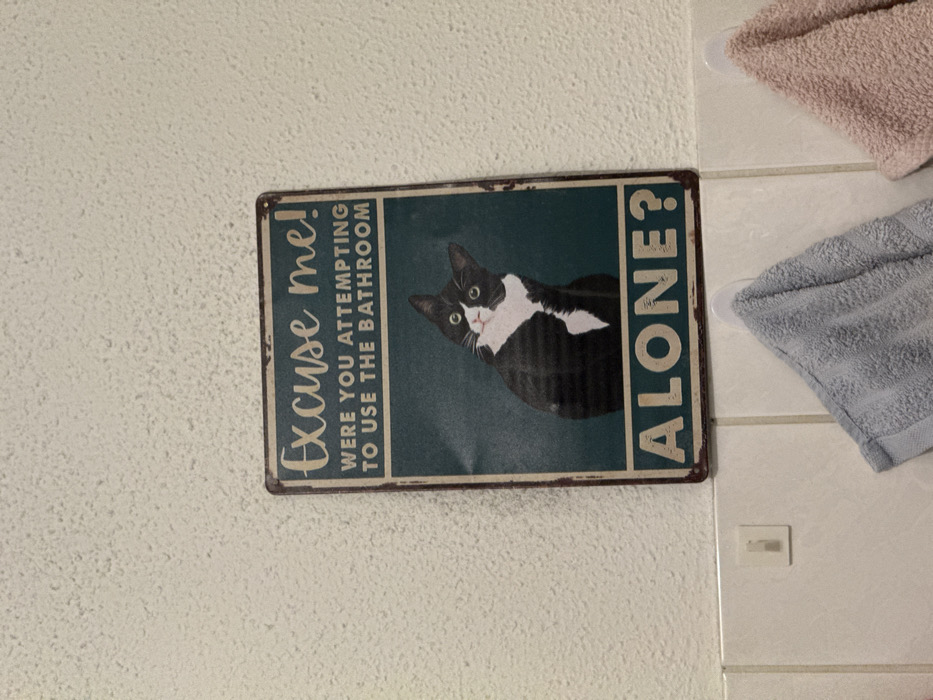 Excuse me!
WERE YOU ATTEMPTING
TO USE THE BATHROOM
ALONE?